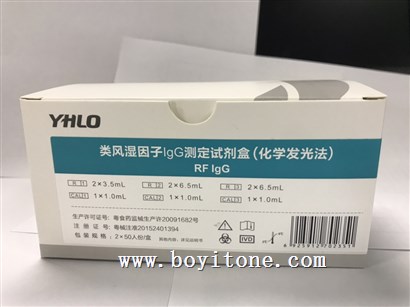 YHLO
类风湿因子IgG测定试剂盒(化学发光法)
RF IgG
R 1 2×3.5mL R 2 2×6.5mL R 3 2×6.5mL
CAL1 1×1.0mL CAL2 1×1.0mL CAL3 1×1.0mL
生产许可证号:粤食药监械生产许20091682号
注册证号:粤械注准20152401394
包装规格:2×50人份/盒
IVD
www.boyitone.com